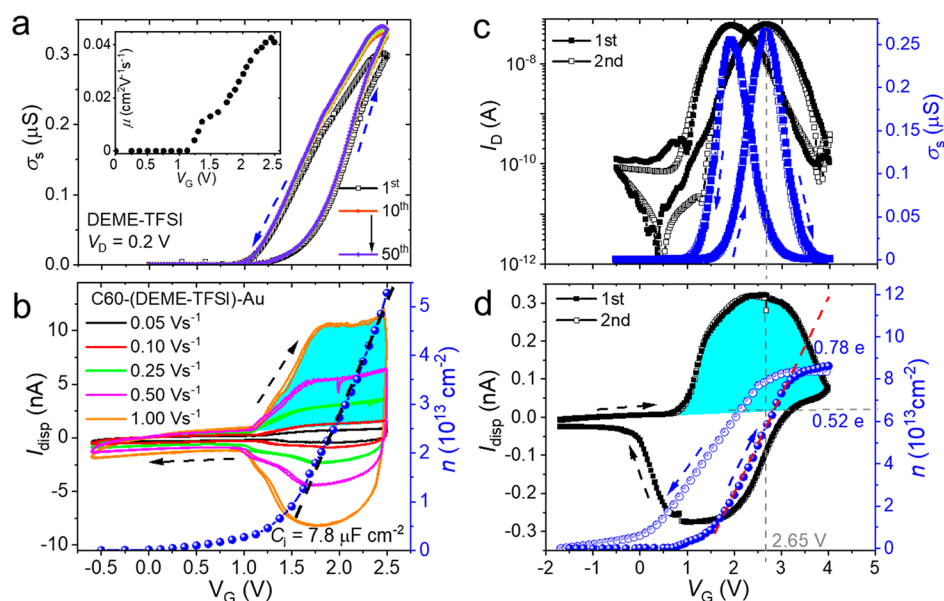 a
0.3
0.2
0.1
0.0
σs (μS)
0.04
0.02
0.00
μ (cm²V⁻¹s⁻¹)
0.0 0.5 1.0 1.5 2.0 2.5
VG (V)
1st
10th
50th
DEME-TFSI
VD = 0.2 V
b
C60-(DEME-TFSI)-Au
0.05 Vs⁻¹
0.10 Vs⁻¹
0.25 Vs⁻¹
0.50 Vs⁻¹
1.00 Vs⁻¹
10
5
0
-5
-10
Idisp (nA)
5
4
3
2
1
0
n (10¹³ cm⁻²)
Ci = 7.8 μF cm⁻²
-0.5 0.0 0.5 1.0 1.5 2.0 2.5
VG (V)
c
1st
2nd
10⁻⁸
10⁻¹⁰
10⁻¹²
ID (A)
0.25
0.20
0.15
0.10
0.05
0
σs (μS)
d
1st
2nd
0.3
0.2
0.1
0.0
-0.1
-0.2
-0.3
Idisp (nA)
12
10
8
6
4
2
0
n (10¹³ cm⁻²)
0.78 e
0.52 e
2.65 V
-2 -1 0 1 2 3 4 5
VG (V)